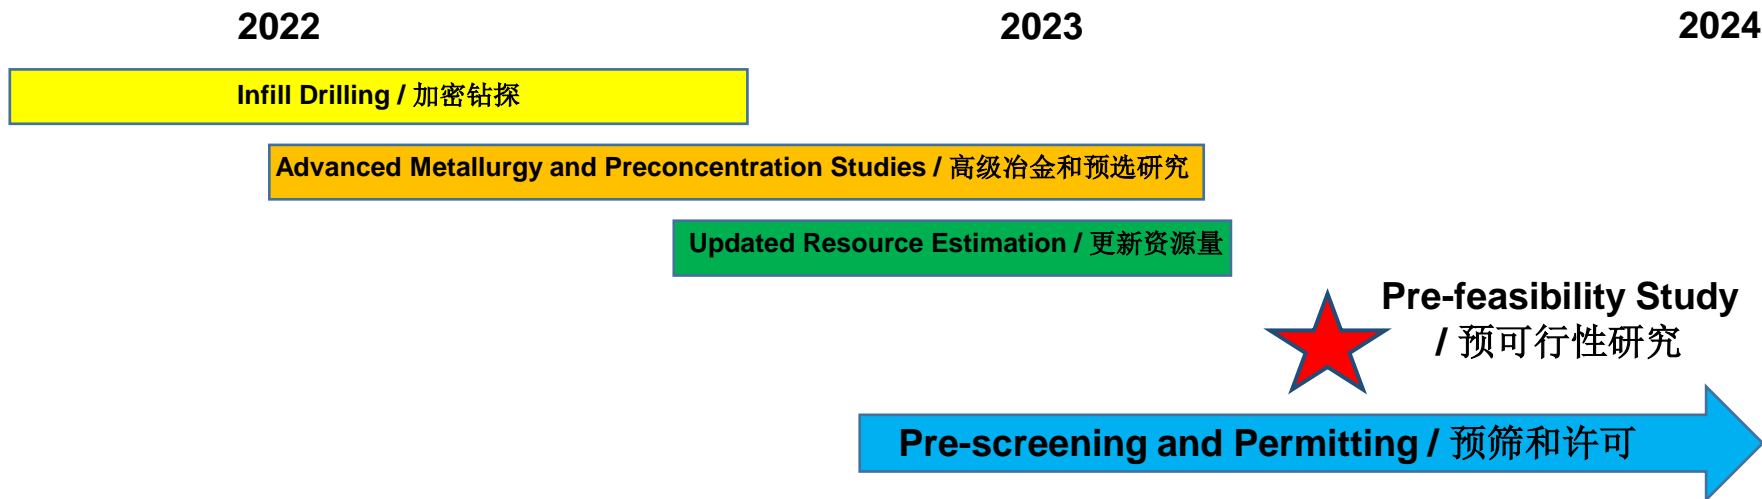 2022
2023
2024
Infill Drilling / 加密钻探
Advanced Metallurgy and Preconcentration Studies / 高级冶金和预选研究
Updated Resource Estimation / 更新资源量
Pre-feasibility Study
/ 预可行性研究
Pre-screening and Permitting / 预筛和许可